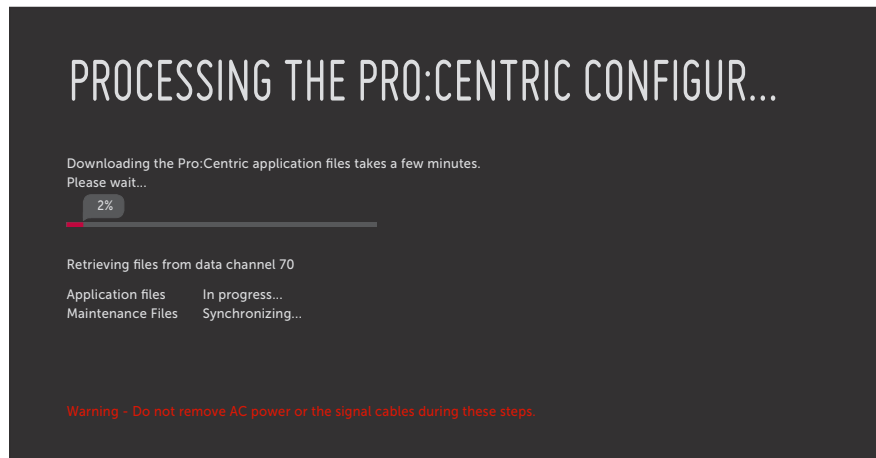 PROCESSING THE PRO:CENTRIC CONFIGUR...
Downloading the Pro:Centric application files takes a few minutes.
Please wait...
2%
Retrieving files from data channel 70
Application files In progress...
Maintenance Files Synchronizing...
Warning - Do not remove AC power or the signal cables during these steps.